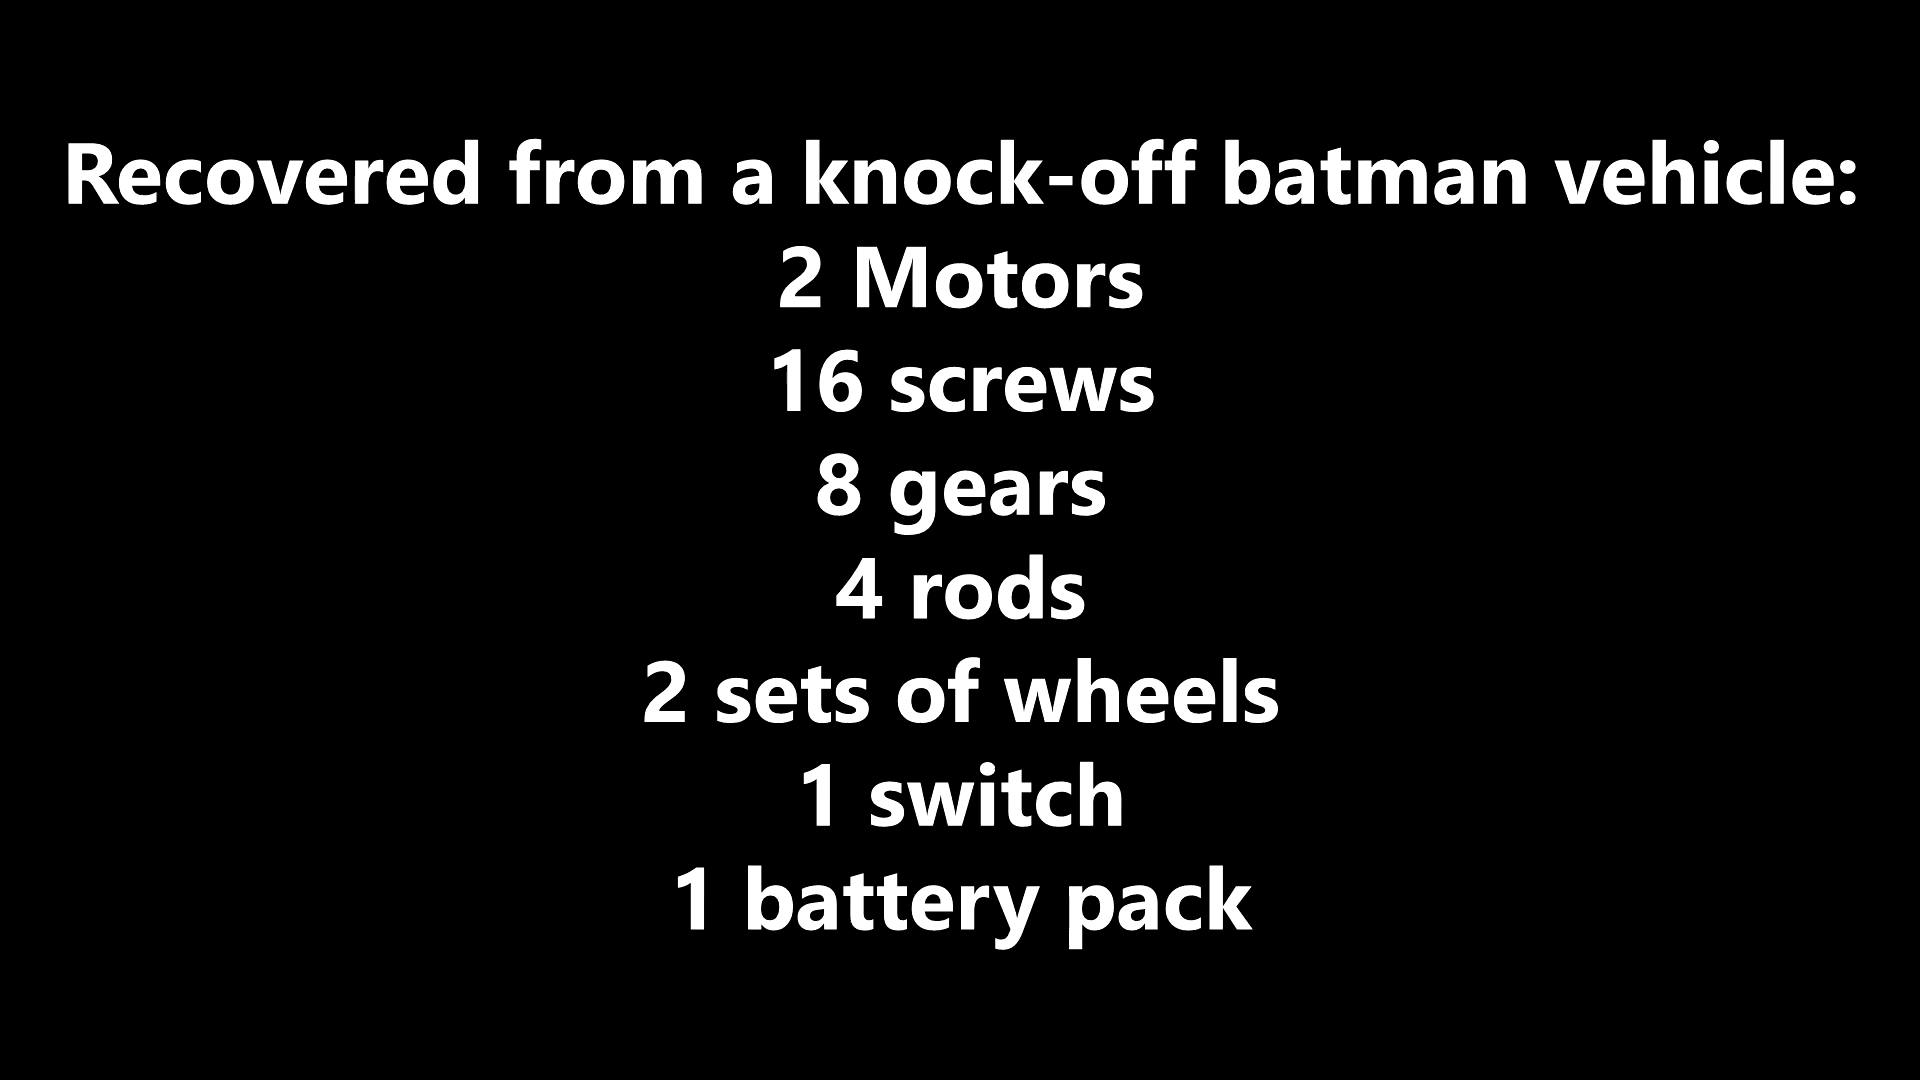 Recovered from a knock-off batman vehicle:
2 Motors
16 screws
8 gears
4 rods
2 sets of wheels
1 switch
1 battery pack